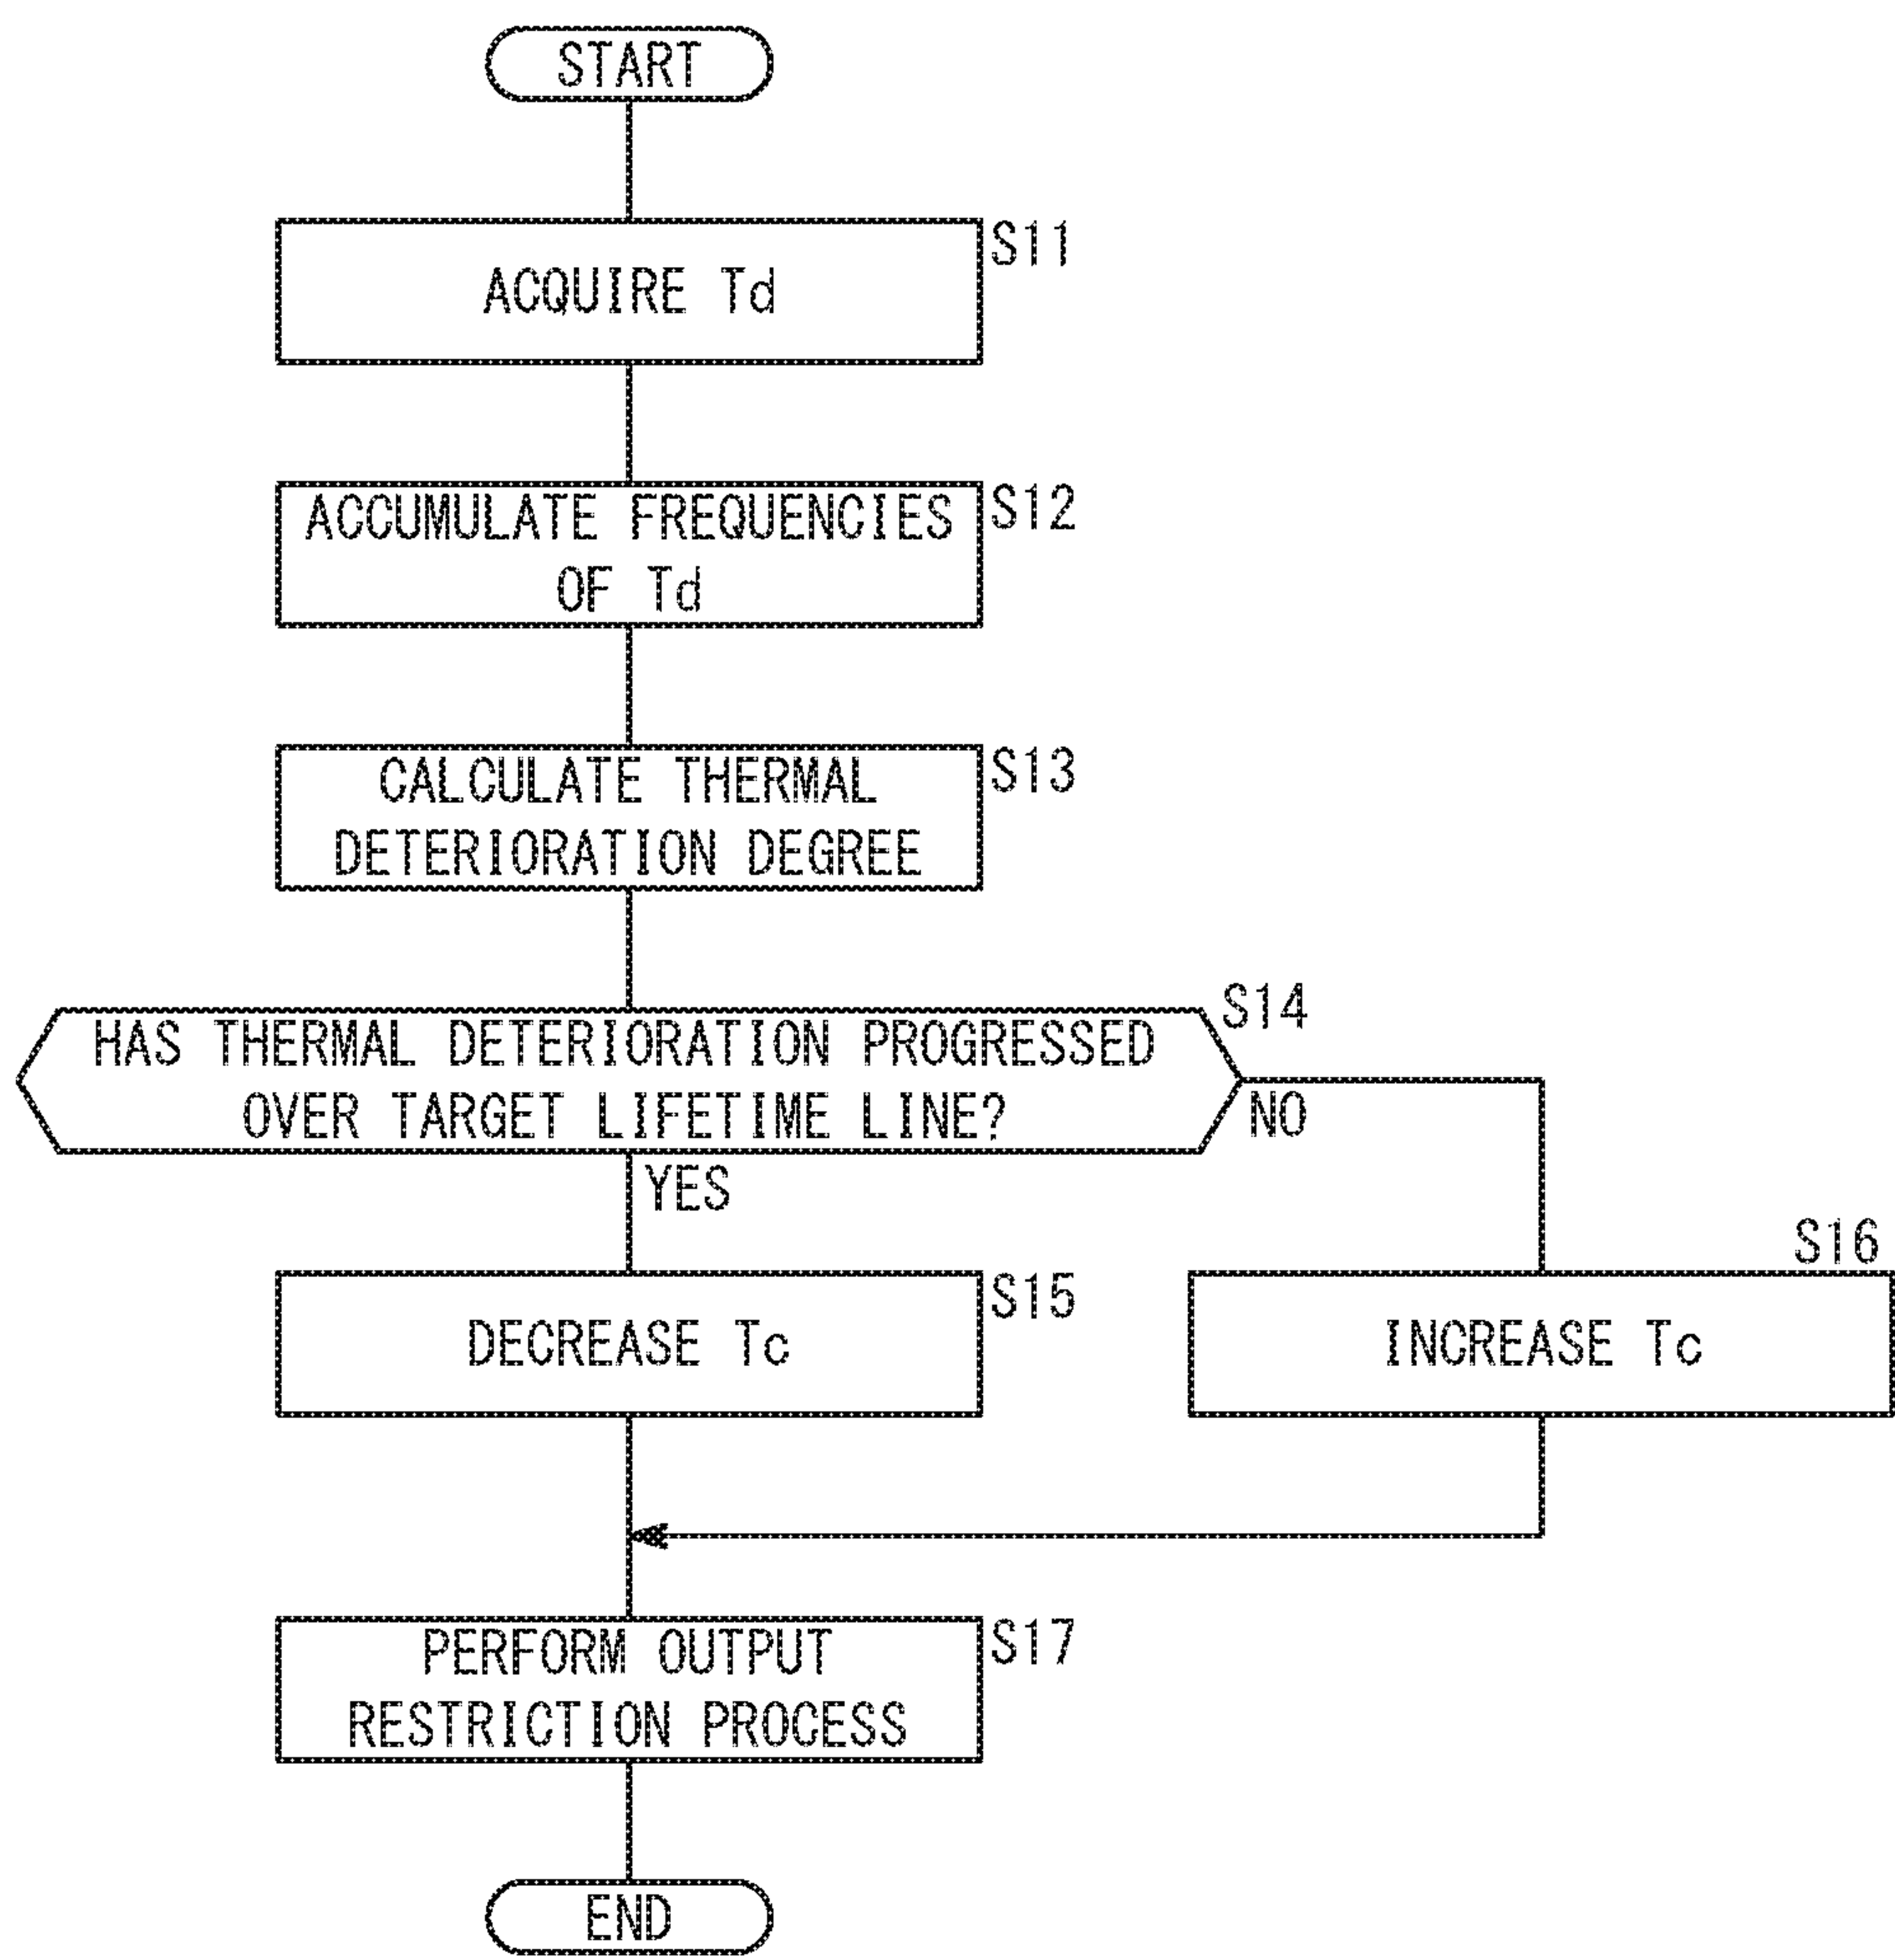 START
S11
ACQUIRE Td
S12
ACCUMULATE FREQUENCIES
OF Td
S13
CALCULATE THERMAL
DETERIORATION DEGREE
S14
HAS THERMAL DETERIORATION PROGRESSED
OVER TARGET LIFETIME LINE?
NO
YES
S15
DECREASE Tc
S16
INCREASE Tc
S17
PERFORM OUTPUT
RESTRICTION PROCESS
END